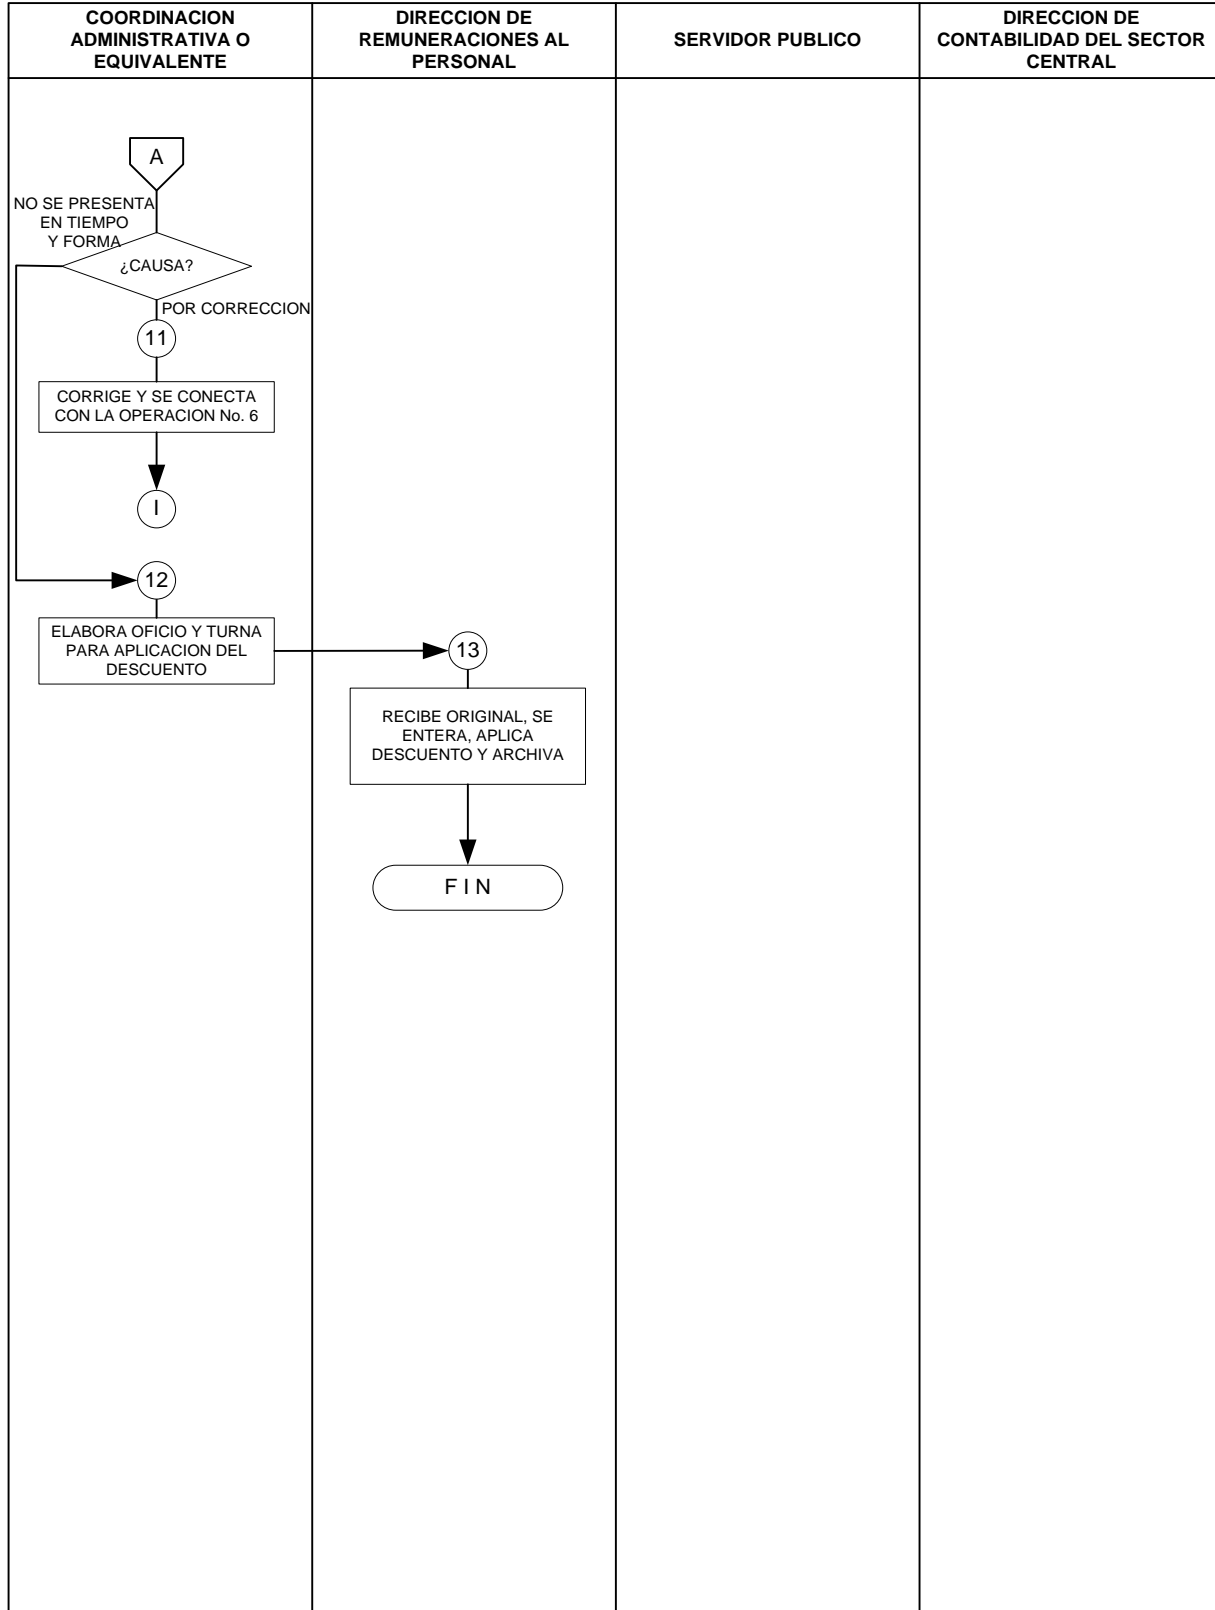 COORDINACION
ADMINISTRATIVA O
EQUIVALENTE
DIRECCION DE
REMUNERACIONES AL
PERSONAL
SERVIDOR PUBLICO
DIRECCION DE
CONTABILIDAD DEL SECTOR
CENTRAL
A
NO SE PRESENTA
EN TIEMPO
Y FORMA
¿CAUSA?
POR CORRECCION
11
CORRIGE Y SE CONECTA
CON LA OPERACION No. 6
I
12
ELABORA OFICIO Y TURNA
PARA APLICACION DEL
DESCUENTO
13
RECIBE ORIGINAL, SE
ENTERA, APLICA
DESCUENTO Y ARCHIVA
F I N